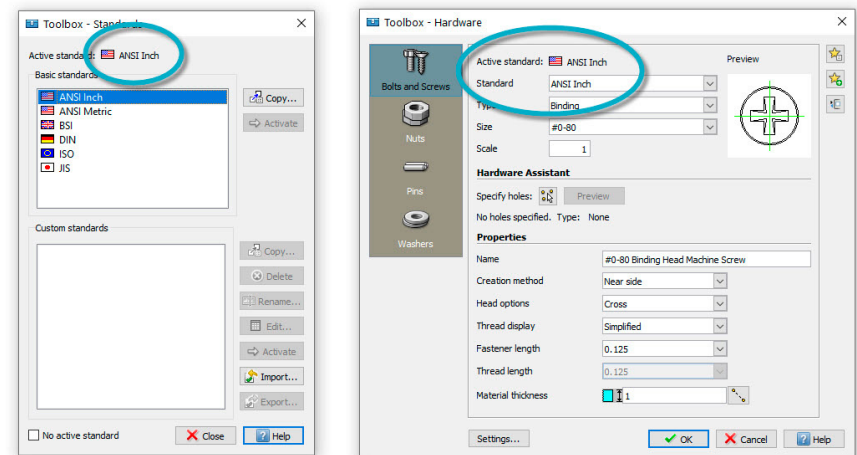 Toolbox - Standards
Active standard: ANSI Inch
Basic standards
ANSI Inch
ANSI Metric
BSI
DIN
ISO
JIS
Copy...
Activate
Custom standards
Copy...
Delete
Rename...
Edit...
Activate
Import...
Export...
No active standard
Close
Help
Toolbox - Hardware
Bolts and Screws
Nuts
Pins
Washers
Active standard: ANSI Inch
Preview
Standard ANSI Inch
Type Binding
Size #0-80
Scale 1
Hardware Assistant
Specify holes: Preview
No holes specified. Type: None
Properties
Name #0-80 Binding Head Machine Screw
Creation method Near side
Head options Cross
Thread display Simplified
Fastener length 0.125
Thread length 0.125
Material thickness 1
Settings...
OK
Cancel
Help